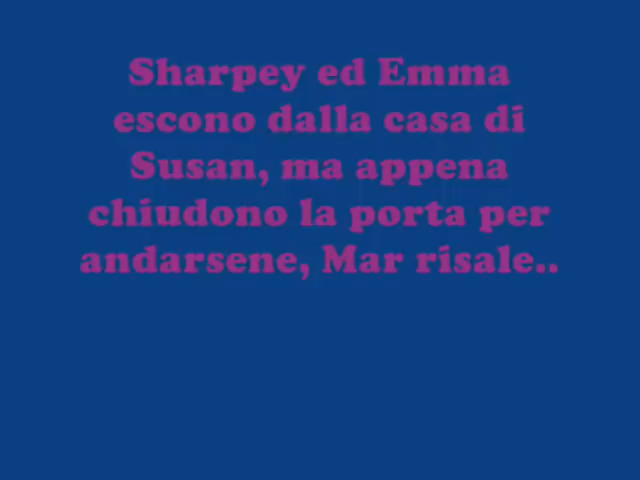 Sharpey ed Emma
escono dalla casa di
Susan, ma appena
chiudono la porta per
andarsene, Mar risale..